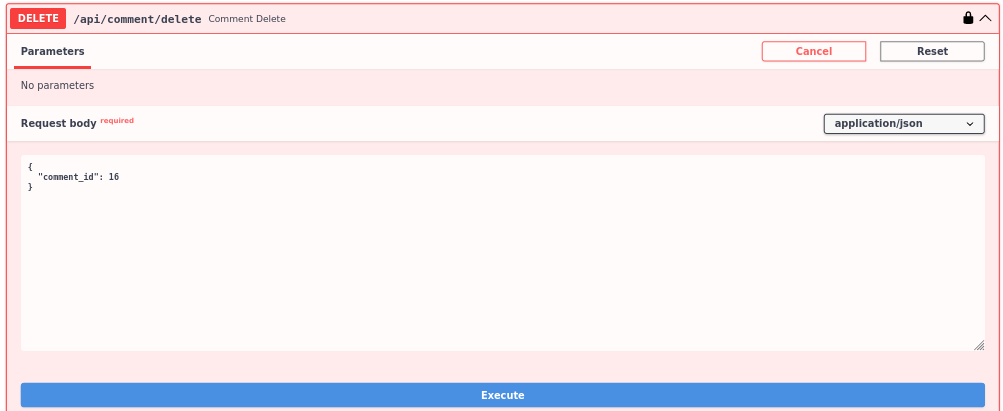 DELETE /api/comment/delete Comment Delete
Parameters Cancel Reset
No parameters
Request body required application/json
{
  "comment_id": 16
}
Execute